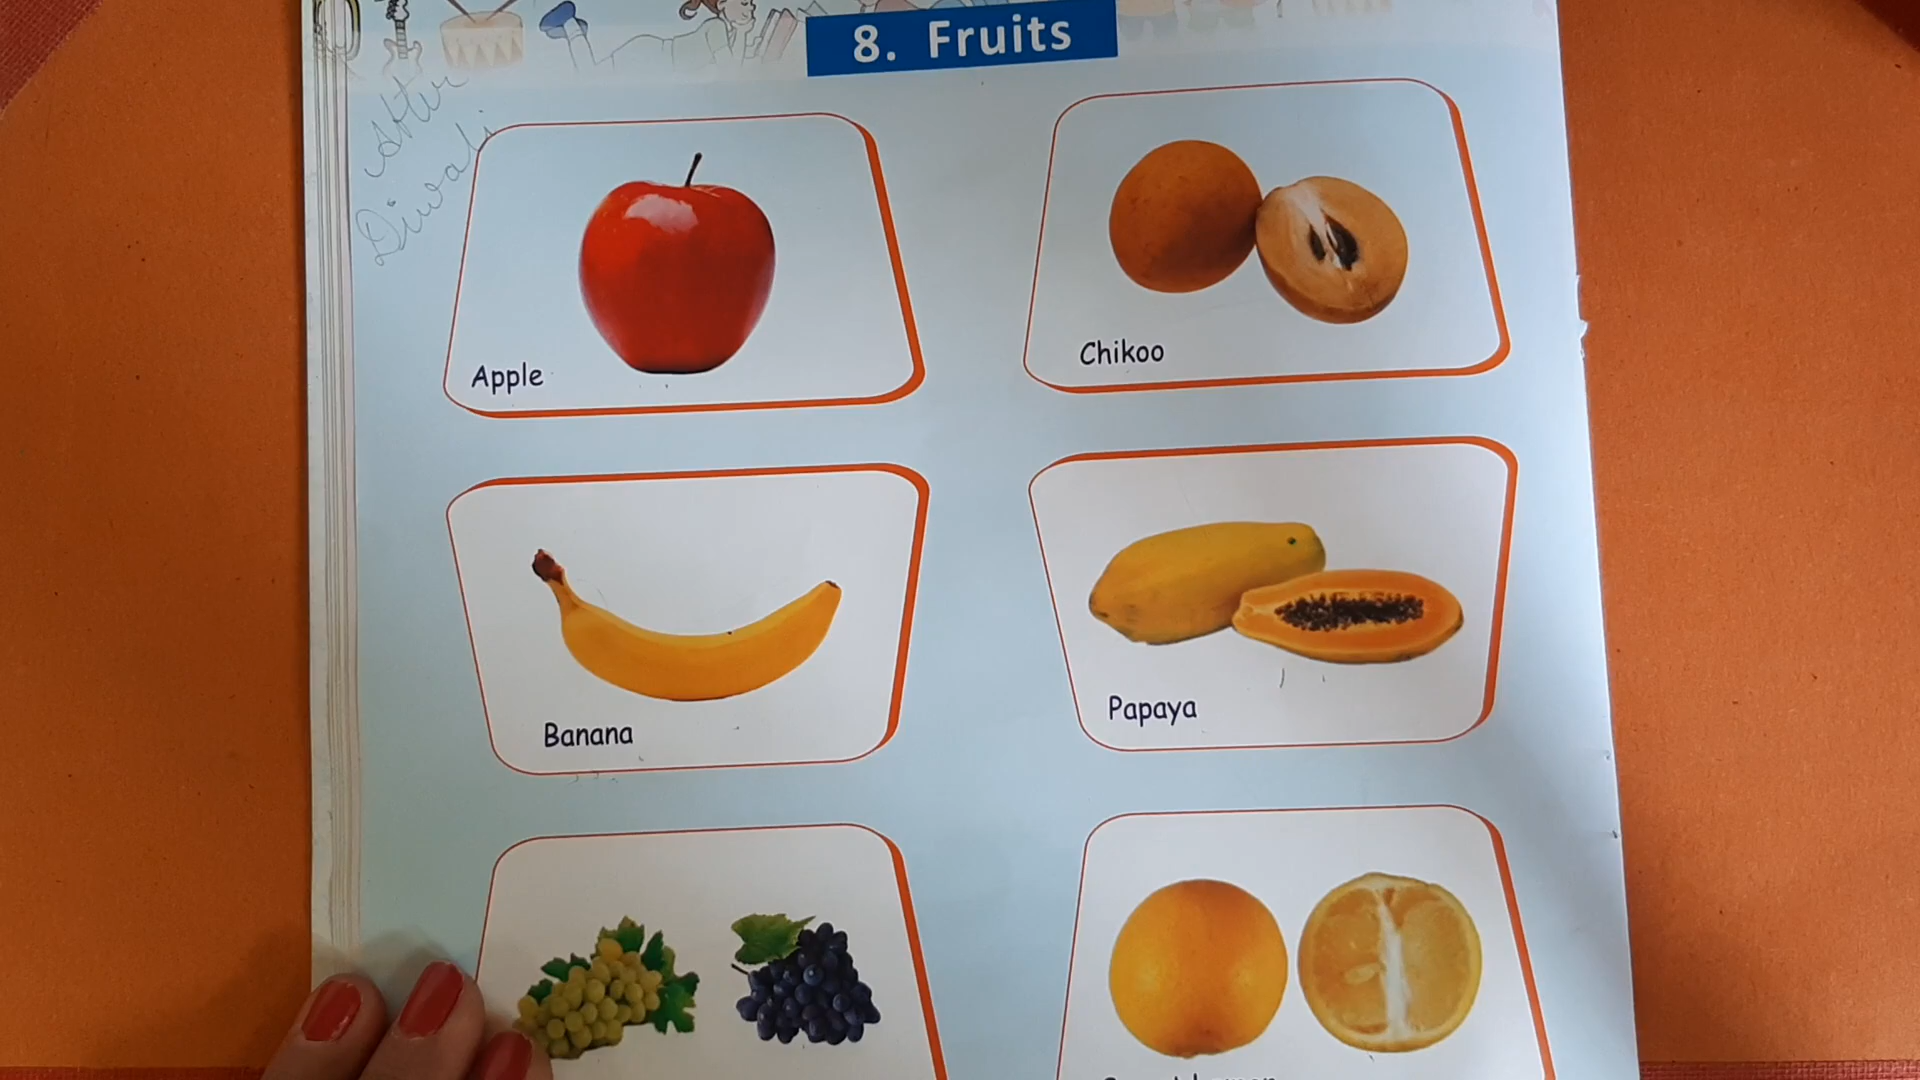 8. Fruits
After
Diwali
Apple
Chikoo
Banana
Papaya